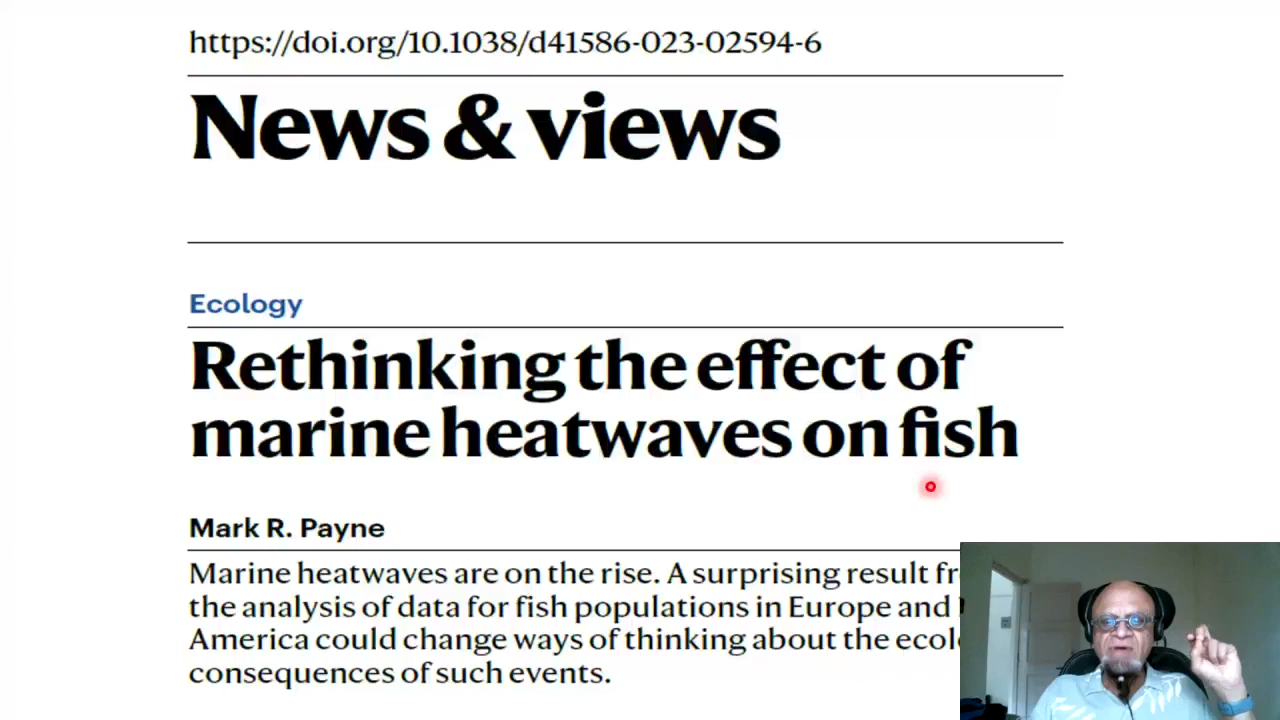 https://doi.org/10.1038/d41586-023-02594-6
News & views
Ecology
Rethinking the effect of
marine heatwaves on fish
Mark R. Payne
Marine heatwaves are on the rise. A surprising result
the analysis of data for fish populations in Europe and
America could change ways of thinking about the
consequences of such events.